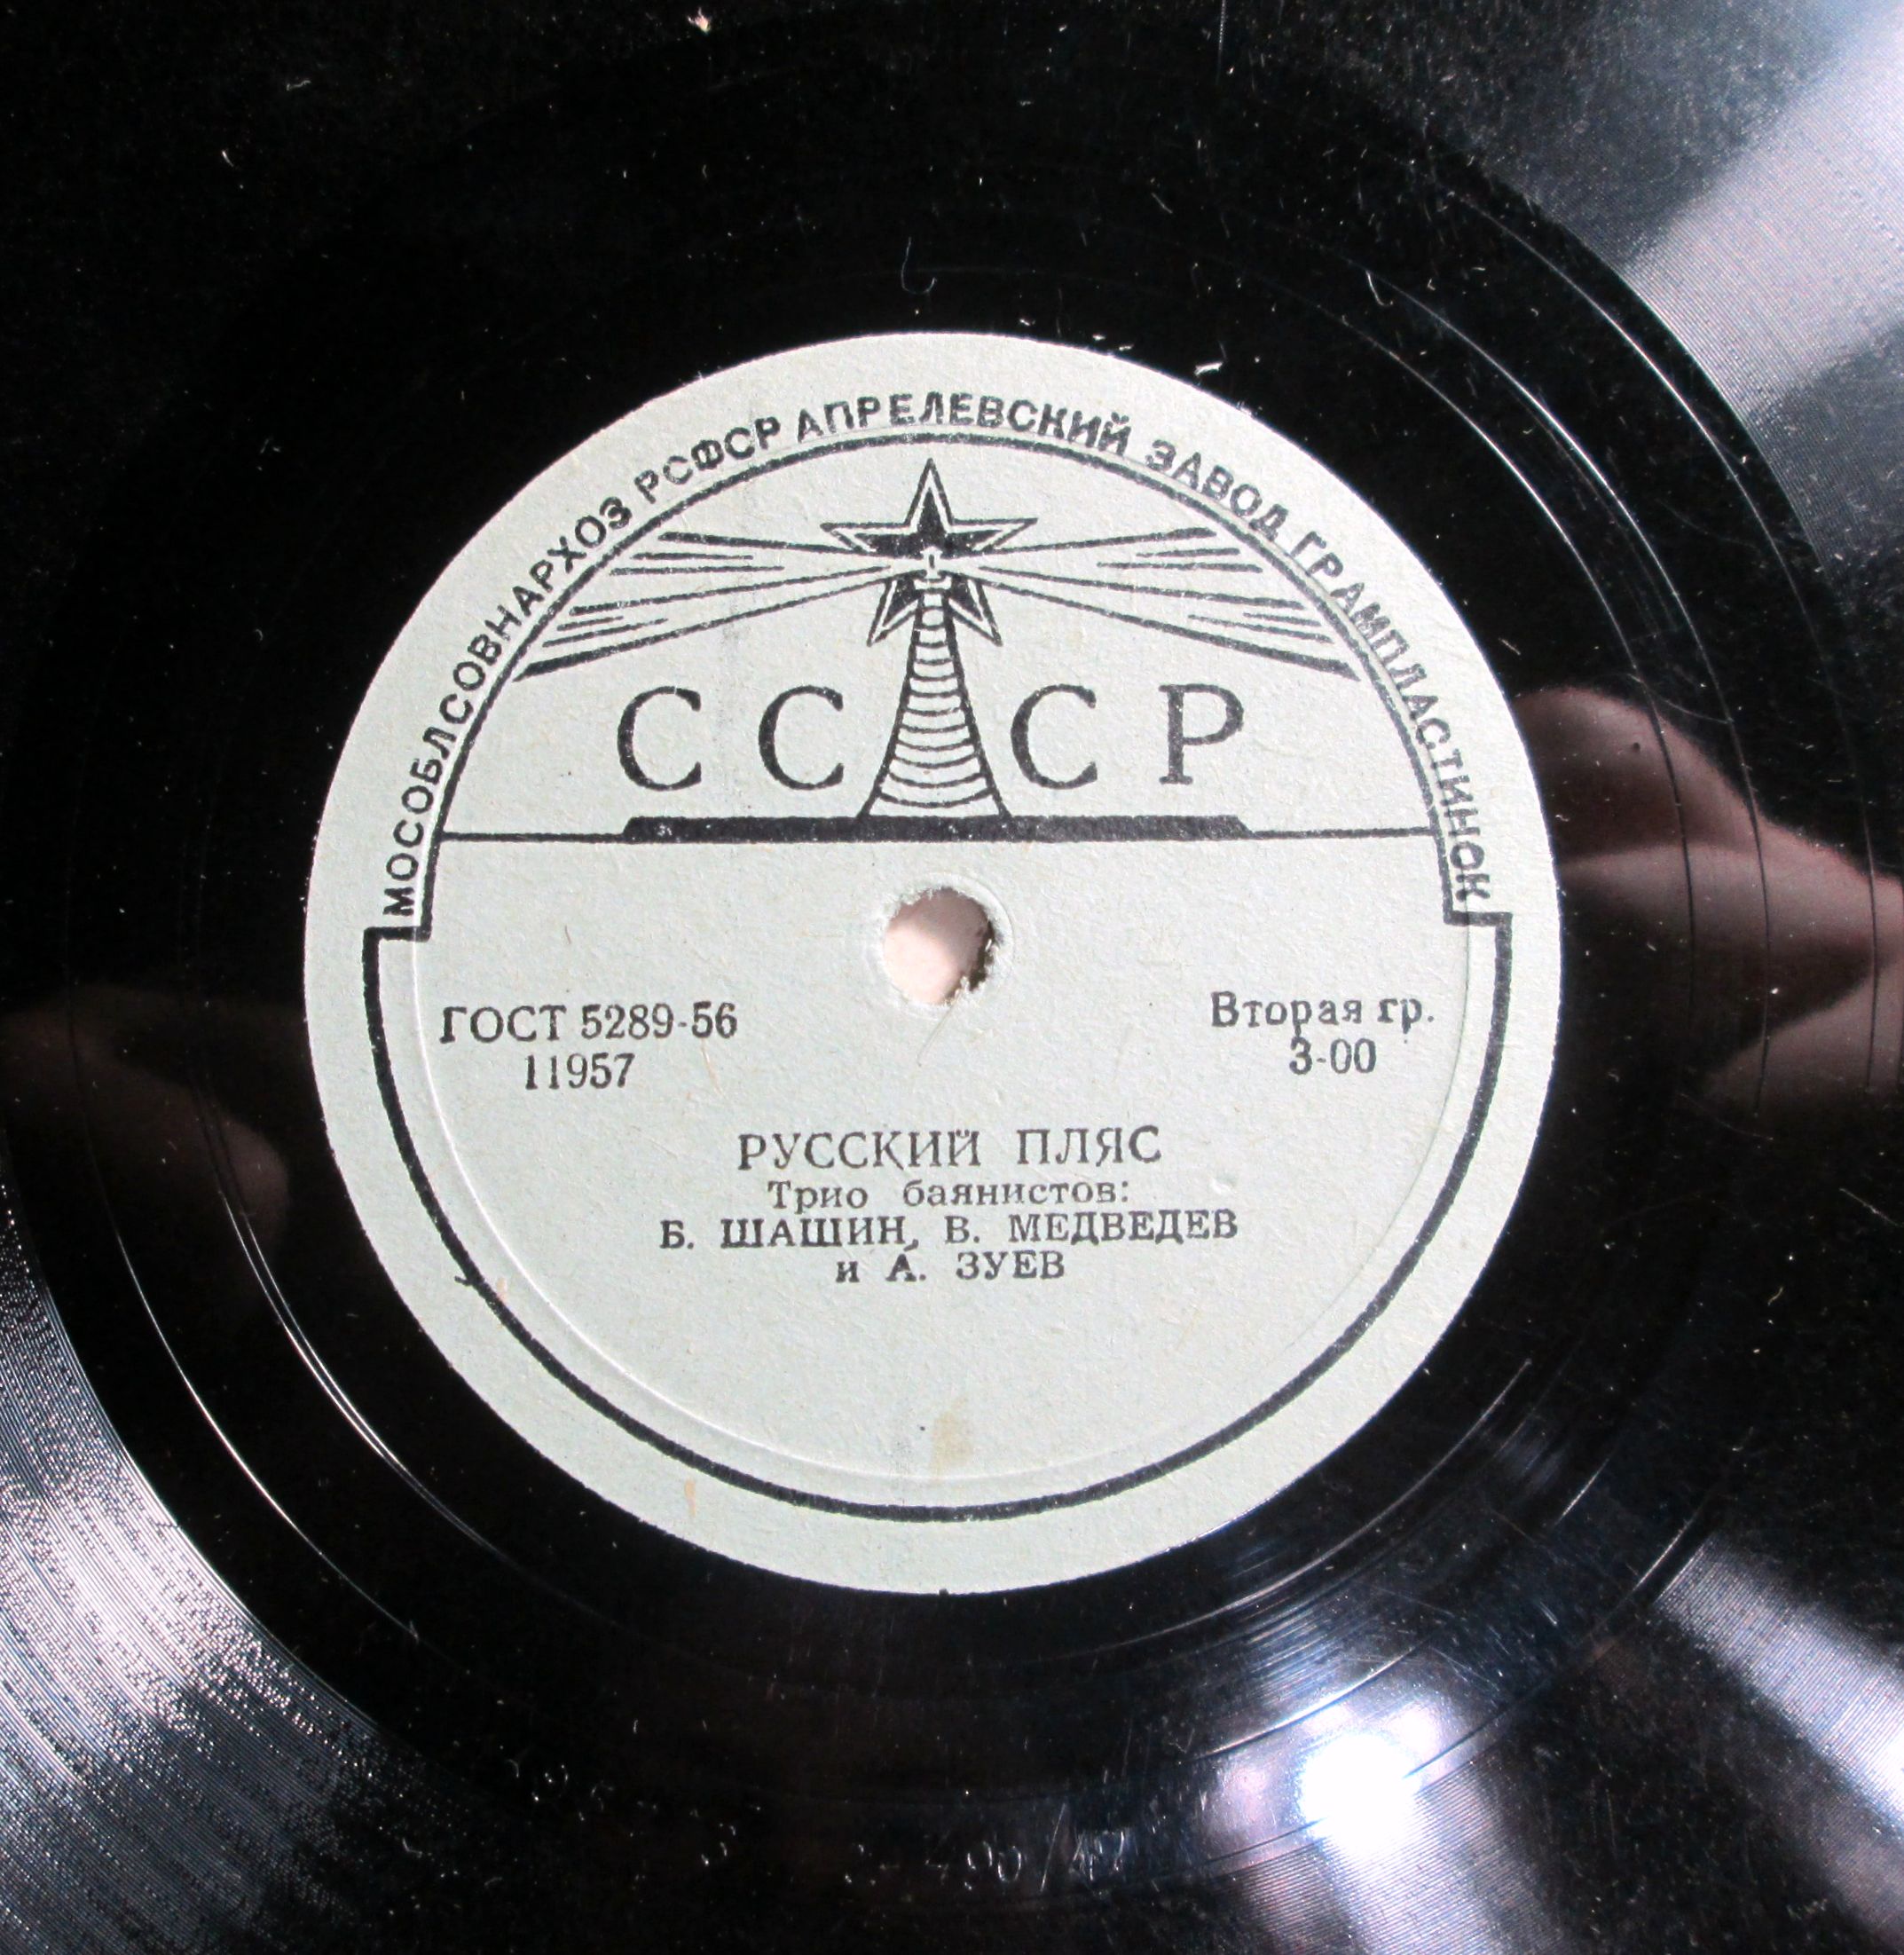 МОСОБЛСОВНАРХОЗ РСФСР АПРЕЛЕВСКИЙ ЗАВОД ГРАМПЛАСТИНОК
СССР
ГОСТ 5289-56
11957
Вторая гр.
3-00
РУССКИЙ ПЛЯС
Трио баянистов:
Б. ШАШИН, В. МЕДВЕДЕВ
и А. ЗУЕВ